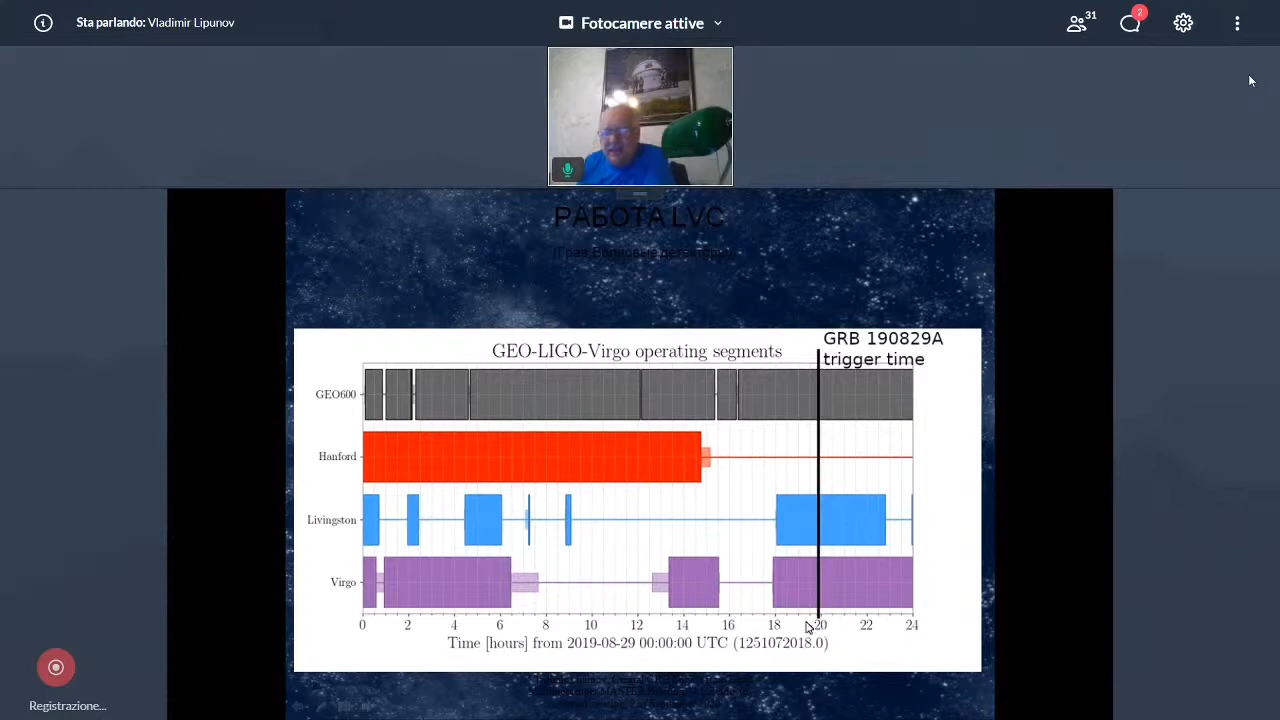 Sta parlando: Vladimir Lipunov
Fotocamere attive
31
2
РАБОТА LVC
GRB 190829A
trigger time
GEO-LIGO-Virgo operating segments
GEO600
Hanford
Livingston
Virgo
0 2 4 6 8 10 12 14 16 18 20 22 24
Time [hours] from 2019-08-29 00:00:00 UTC (1251072018.0)
Registrazione...